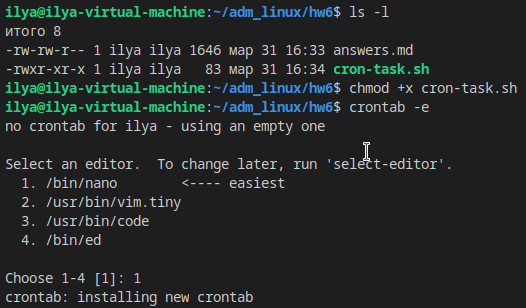 ilya@ilya-virtual-machine:~/adm_linux/hw6$ ls -l
итого 8
-rw-rw-r-- 1 ilya ilya 1646 мар 31 16:33 answers.md
-rwxr-xr-x 1 ilya ilya   83 мар 31 16:34 cron-task.sh
ilya@ilya-virtual-machine:~/adm_linux/hw6$ chmod +x cron-task.sh
ilya@ilya-virtual-machine:~/adm_linux/hw6$ crontab -e
no crontab for ilya - using an empty one
Select an editor.  To change later, run 'select-editor'.
  1. /bin/nano        <---- easiest
  2. /usr/bin/vim.tiny
  3. /usr/bin/code
  4. /bin/ed
Choose 1-4 [1]: 1
crontab: installing new crontab